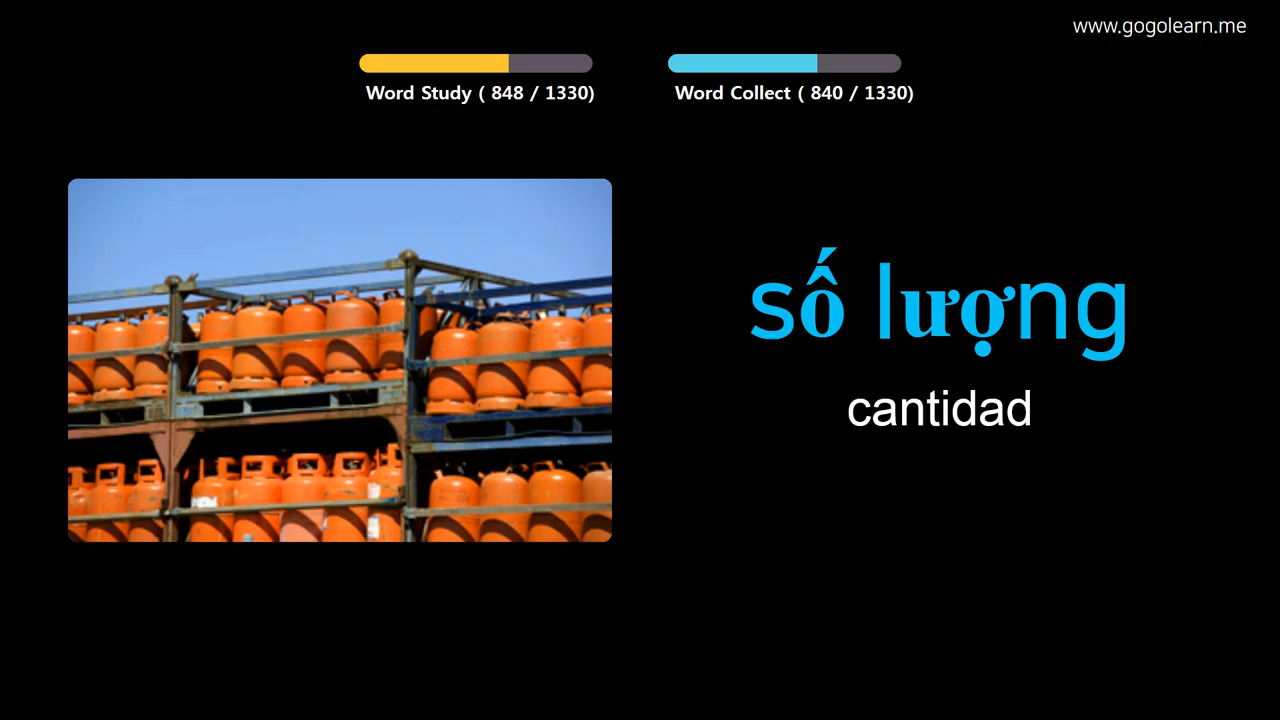 www.gogolearn.me
Word Study ( 848 / 1330)
Word Collect ( 840 / 1330)
số lượng
cantidad